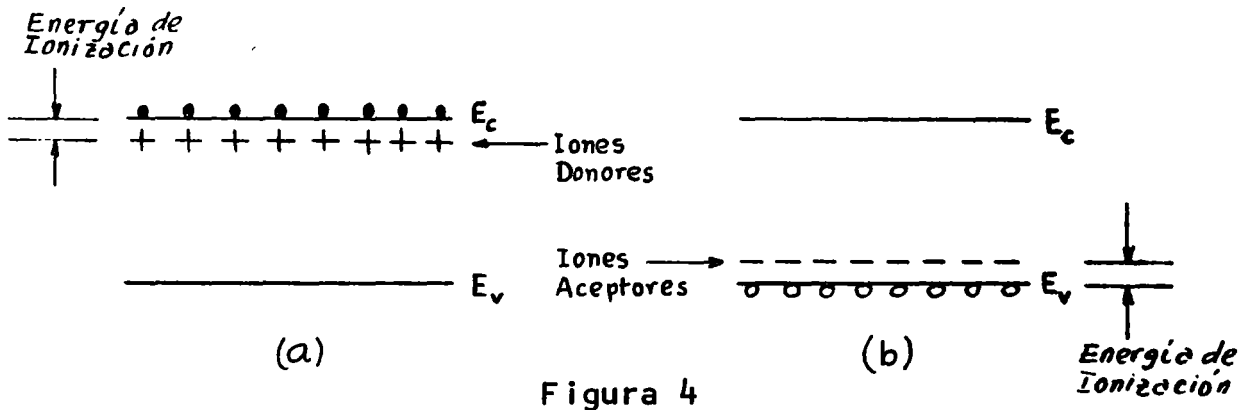 Energía de
Ionización
E_c
Iones
Donores
E_v
(a)
E_c
Iones
Aceptores
E_v
(b)
Energía de
Ionización
Figura 4